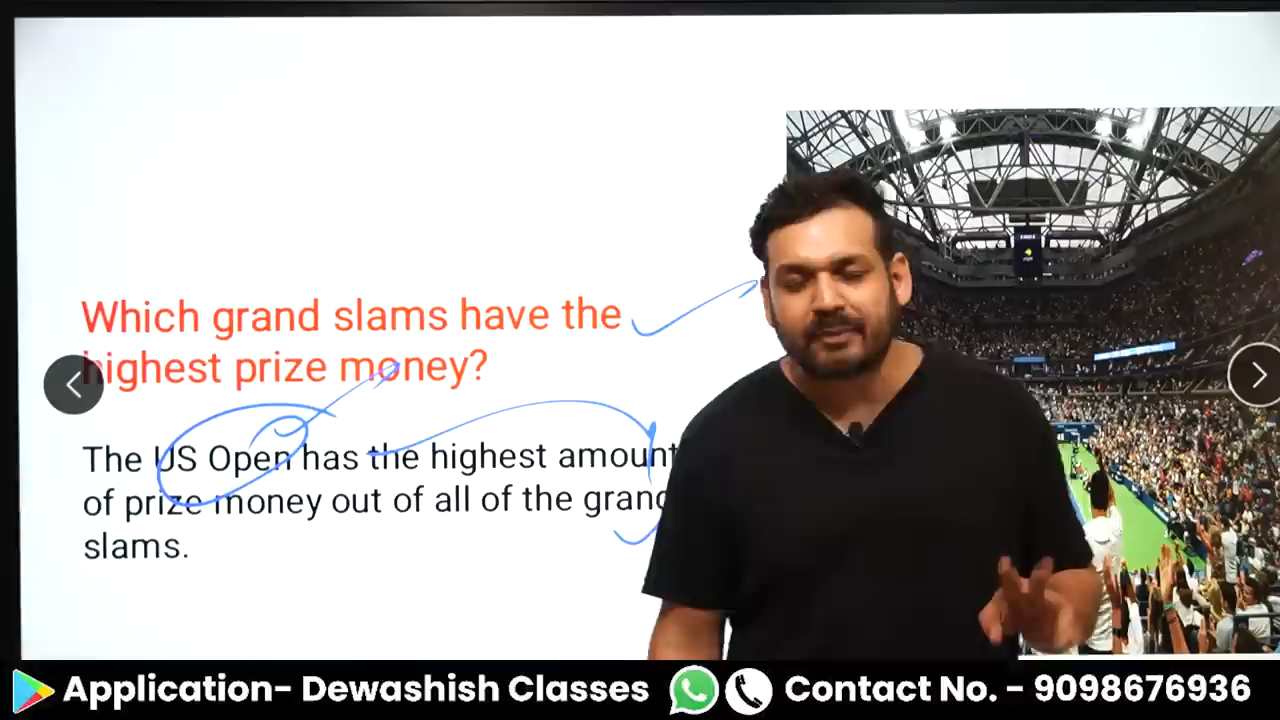 Which grand slams have the
highest prize money?
The US Open has the highest amount
of prize money out of all of the grand
slams.
Application- Dewashish Classes
Contact No. - 9098676936